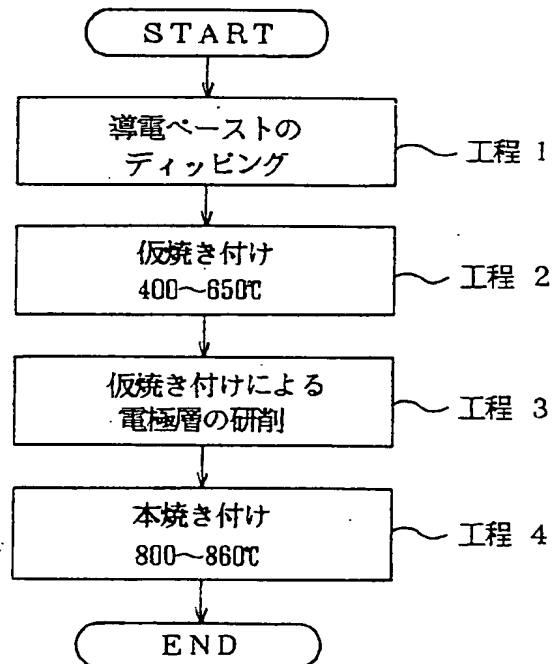 START
導電ペーストの
ディッピング
工程 1
仮焼き付け
400〜650℃
工程 2
仮焼き付けによる
電極層の研削
工程 3
本焼き付け
800〜860℃
工程 4
END